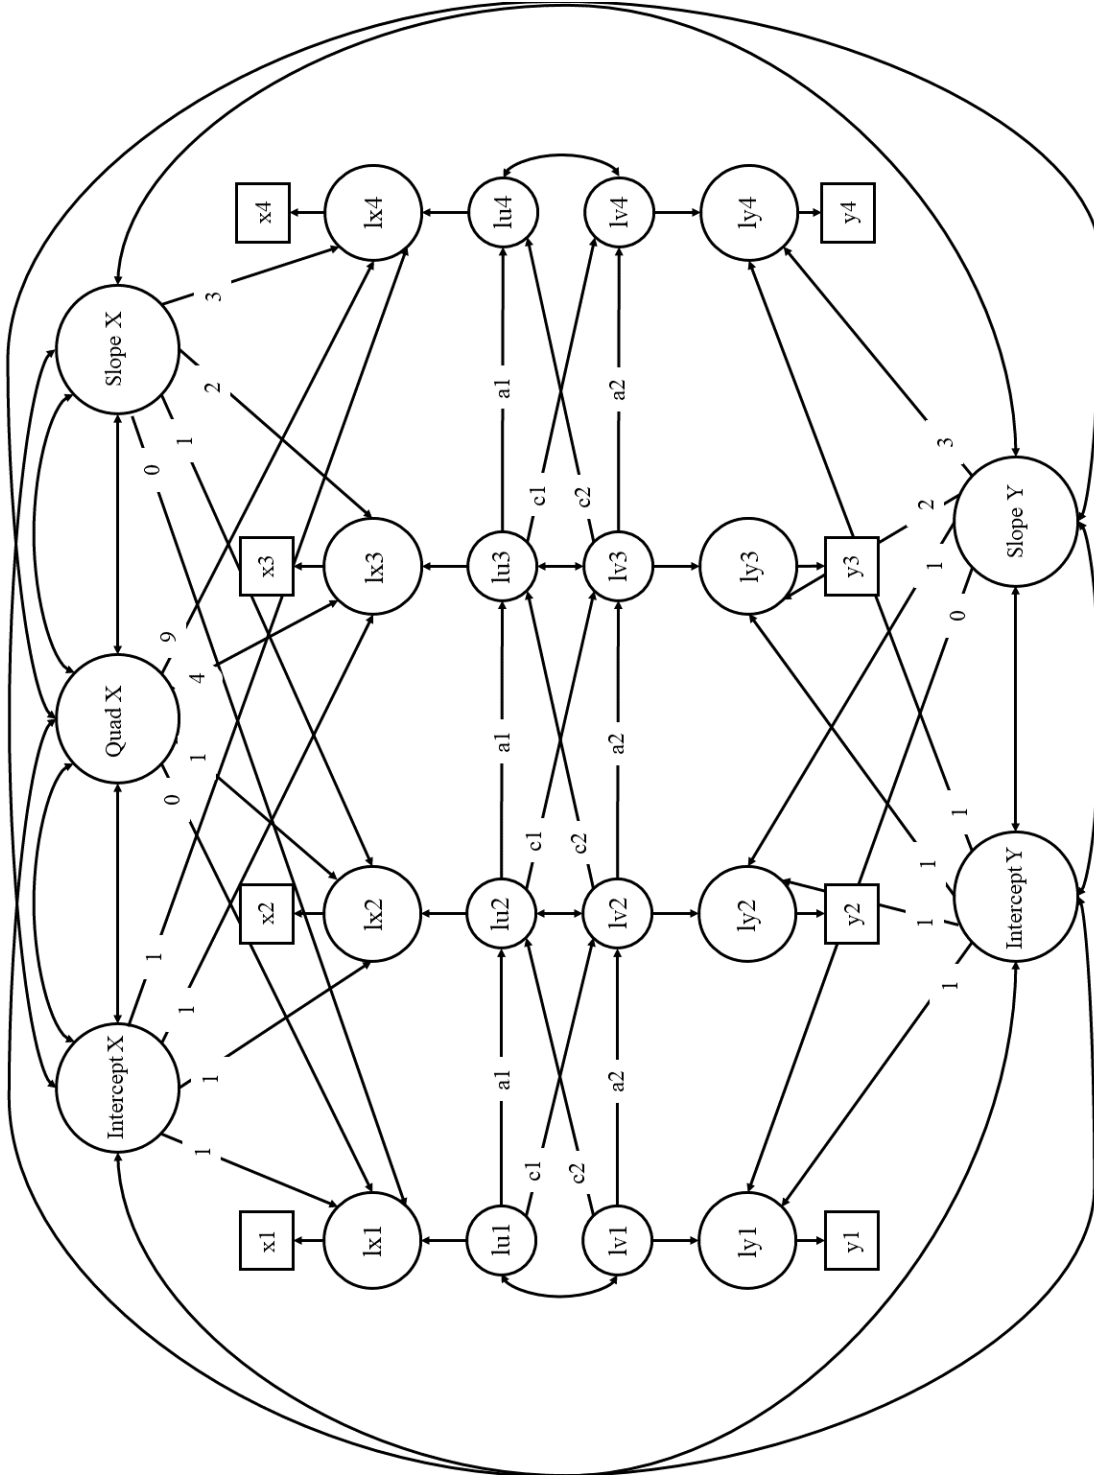 Intercept X
Quad X
Slope X
1
1
1
1
0
1
4
9
0
1
2
3
x1
x2
x3
x4
lx1
lx2
lx3
lx4
lu1
a1
lu2
a1
lu3
a1
lu4
c1
c1
c1
c2
c2
c2
lv1
a2
lv2
a2
lv3
a2
lv4
ly1
ly2
ly3
ly4
y1
y2
y3
y4
1
1
1
1
0
1
2
3
Intercept Y
Slope Y